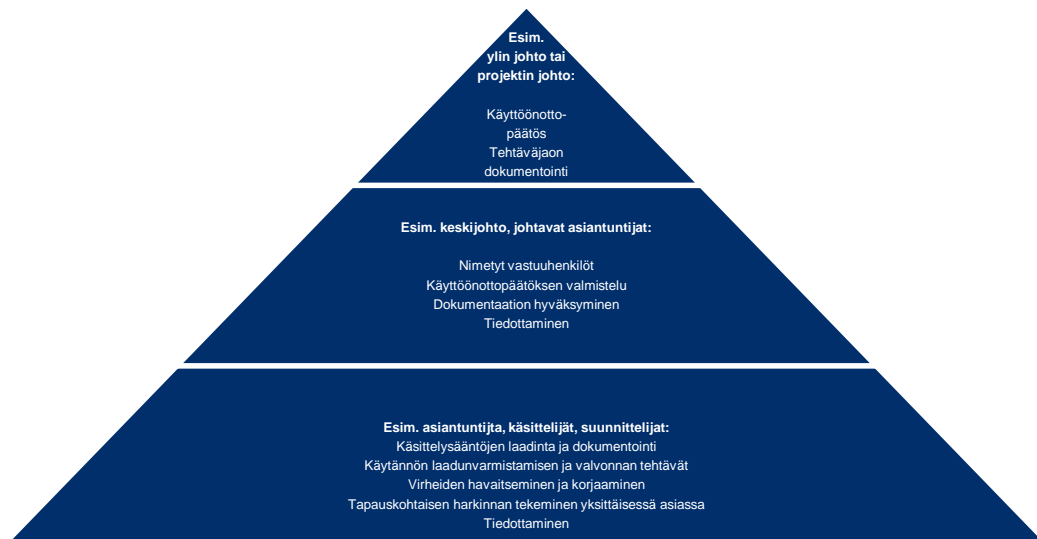 Esim.
ylin johto tai
projektin johto:
Käyttöönotto-
päätös
Tehtäväjaon
dokumentointi
Esim. keskijohto, johtavat asiantuntijat:
Nimetyt vastuuhenkilöt
Käyttöönottopäätöksen valmistelu
Dokumentaation hyväksyminen
Tiedottaminen
Esim. asiantuntijta, käsittelijät, suunnittelijat:
Käsittelysääntöjen laadinta ja dokumentointi
Käytännön laadunvarmistamisen ja valvonnan tehtävät
Virheiden havaitseminen ja korjaaminen
Tapauskohtaisen harkinnan tekeminen yksittäisessä asiassa
Tiedottaminen